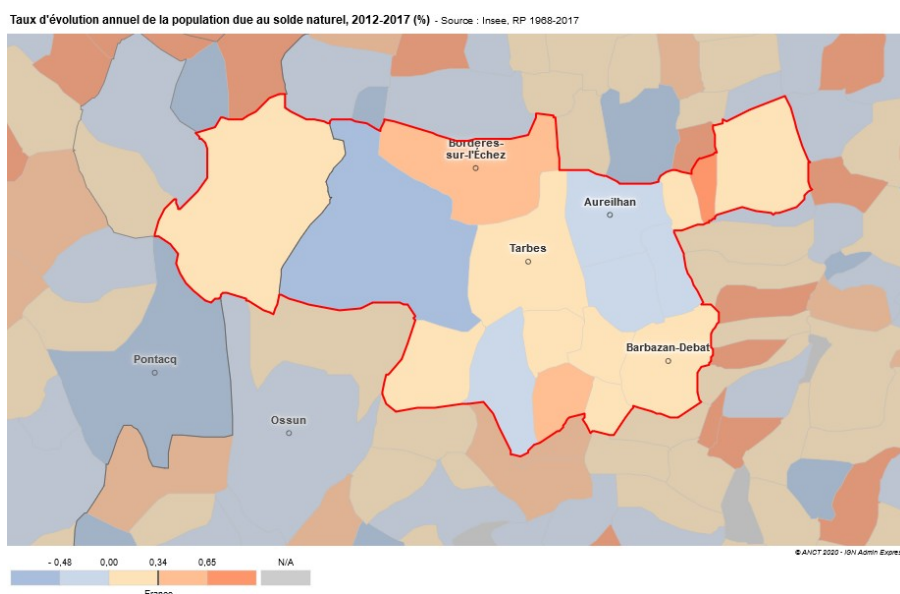 Taux d'évolution annuel de la population due au solde naturel, 2012-2017 (%) - Source : Insee, RP 1968-2017
Bordères-
sur-l'Échez
Aureilhan
Tarbes
Barbazan-Debat
Pontacq
Ossun
© ANCT 2020 - IGN Admin Expres
- 0,48 0,00 0,34 0,65 N/A
France